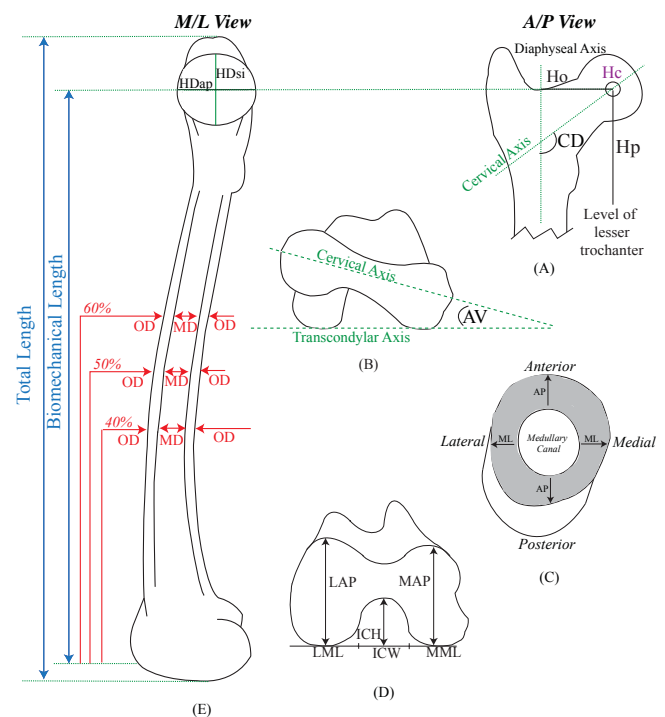 M/L View
HDsi
HDap
Total Length
Biomechanical Length
60%
OD
MD
OD
50%
OD
MD
OD
40%
OD
MD
OD
(E)
A/P View
Diaphyseal Axis
Ho
Hc
Cervical Axis
CD
Hp
Level of
lesser
trochanter
(A)
Cervical Axis
AV
Transcondylar Axis
(B)
Anterior
AP
Lateral
ML
Medullary
Canal
ML
Medial
AP
Posterior
(C)
LAP
MAP
ICH
LML
ICW
MML
(D)